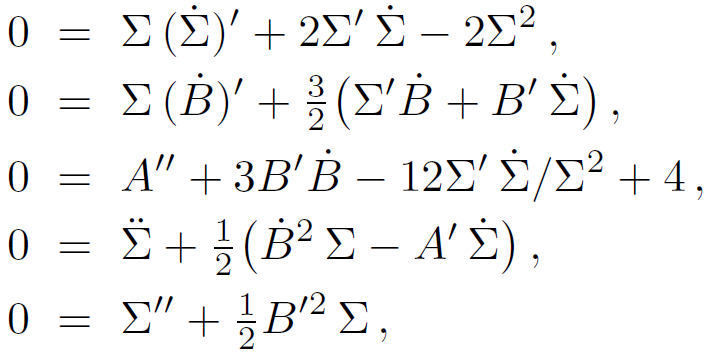 0 = Σ (Σ̇)′ + 2Σ′ Σ̇ − 2Σ² ,
0 = Σ (Ḃ)′ + 3/2 (Σ′Ḃ + B′ Σ̇) ,
0 = A″ + 3B′Ḃ − 12Σ′ Σ̇/Σ² + 4 ,
0 = Σ̈ + 1/2 (Ḃ² Σ − A′ Σ̇) ,
0 = Σ″ + 1/2 B′² Σ ,